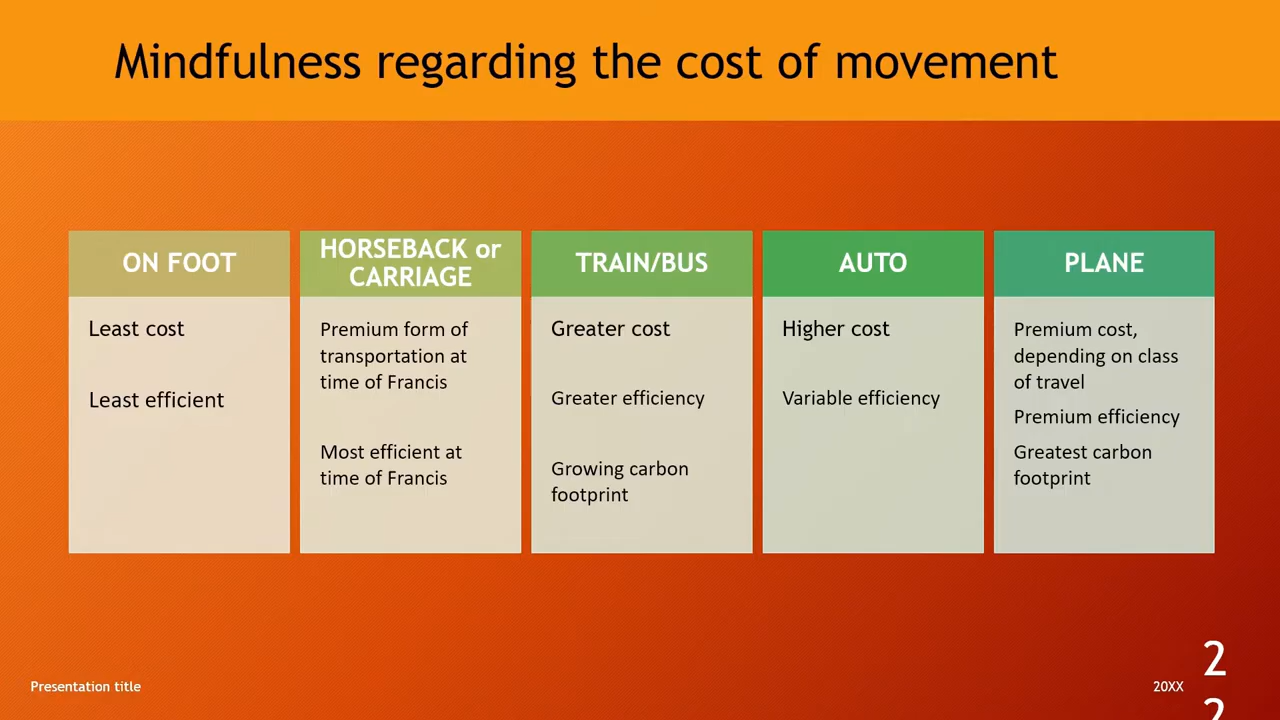 Mindfulness regarding the cost of movement
ON FOOT
Least cost
Least efficient
HORSEBACK or
CARRIAGE
Premium form of
transportation at
time of Francis
Most efficient at
time of Francis
TRAIN/BUS
Greater cost
Greater efficiency
Growing carbon
footprint
AUTO
Higher cost
Variable efficiency
PLANE
Premium cost,
depending on class
of travel
Premium efficiency
Greatest carbon
footprint
Presentation title
20XX
2
2